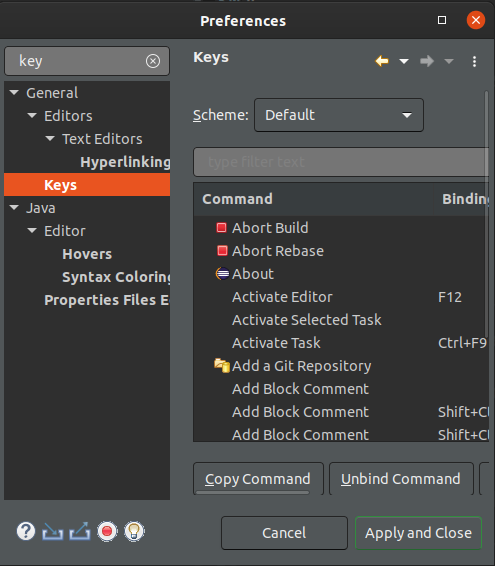 Preferences
key
General
Editors
Text Editors
Hyperlinking
Keys
Java
Editor
Hovers
Syntax Coloring
Properties Files E
Keys
Scheme: Default
type filter text
Command Binding
Abort Build
Abort Rebase
About
Activate Editor F12
Activate Selected Task
Activate Task Ctrl+F9
Add a Git Repository
Add Block Comment
Add Block Comment Shift+Ct
Add Block Comment Shift+Ct
Copy Command Unbind Command
Cancel Apply and Close